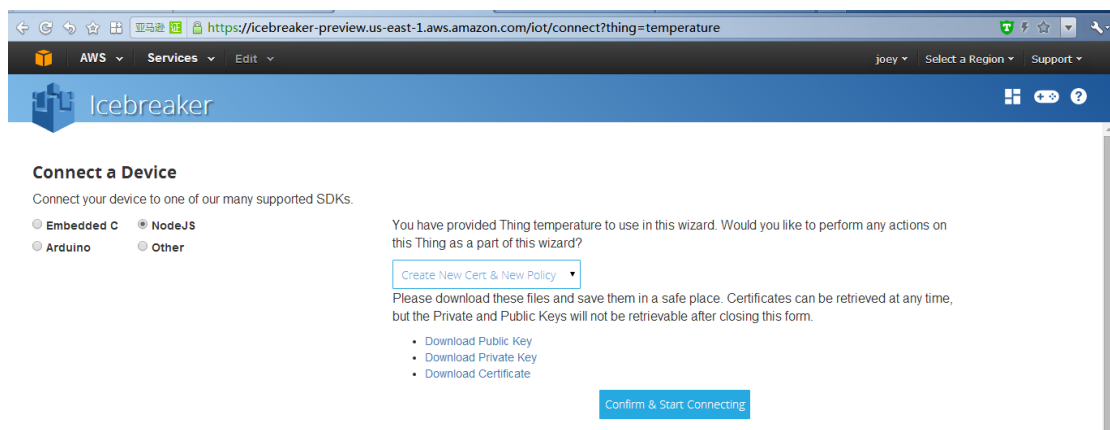 亚马逊 证 https://icebreaker-preview.us-east-1.aws.amazon.com/iot/connect?thing=temperature
AWS Services Edit joey Select a Region Support
Icebreaker
Connect a Device
Connect your device to one of our many supported SDKs.
Embedded C NodeJS
Arduino Other
You have provided Thing temperature to use in this wizard. Would you like to perform any actions on
this Thing as a part of this wizard?
Create New Cert & New Policy
Please download these files and save them in a safe place. Certificates can be retrieved at any time,
but the Private and Public Keys will not be retrievable after closing this form.
Download Public Key
Download Private Key
Download Certificate
Confirm & Start Connecting